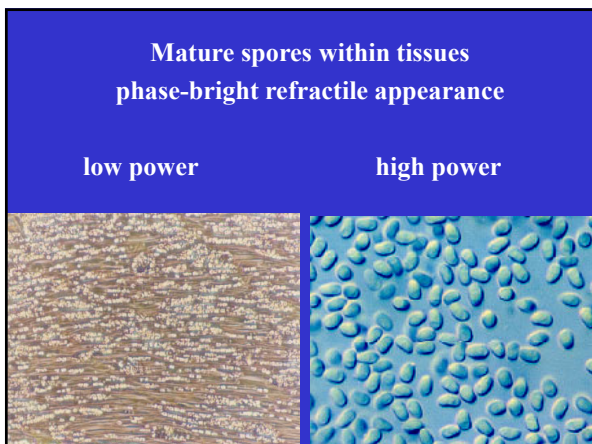 Mature spores within tissues
phase-bright refractile appearance
low power
high power